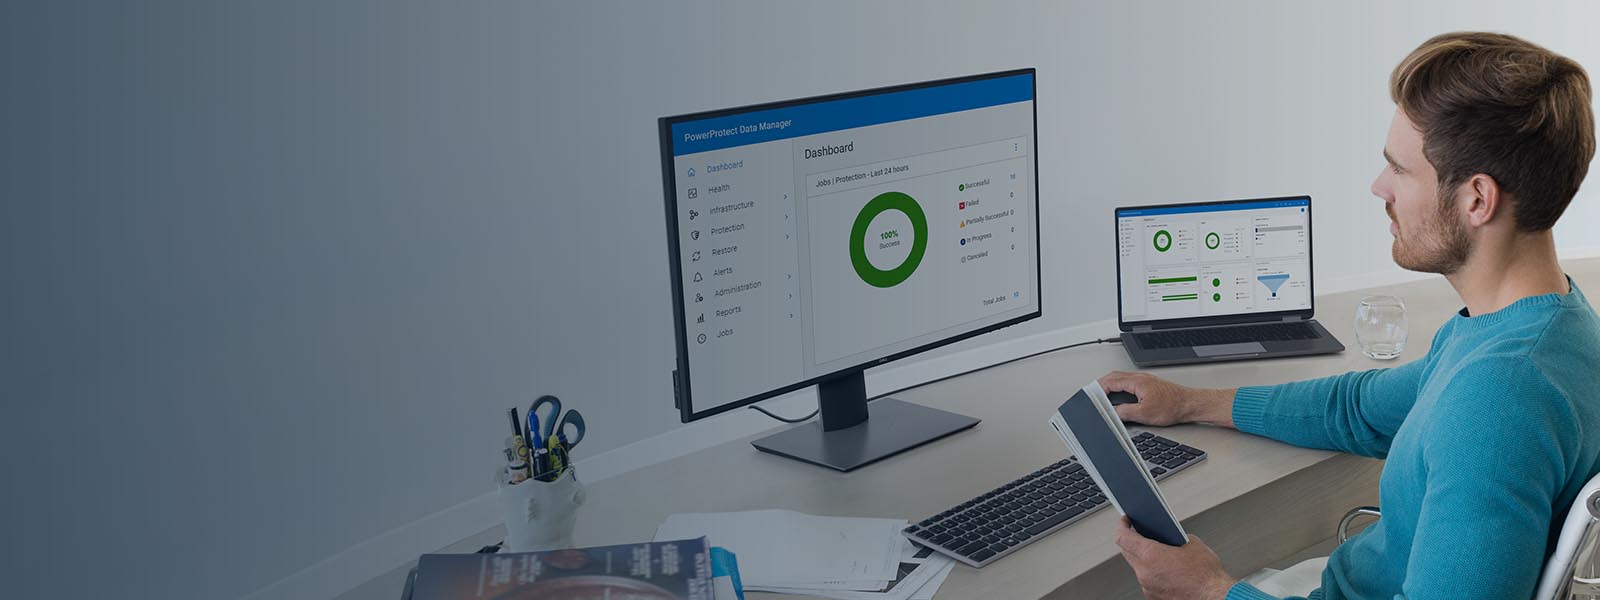 PowerProtect Data Manager
Dashboard
Health
Infrastructure
Protection
Restore
Alerts
Administration
Reports
Jobs
Dashboard
Jobs | Protection - Last 24 hours
100%
Success
Successful 10
Failed 0
Partially Successful 0
In Progress 0
Canceled 0
Total Jobs 10
DELL